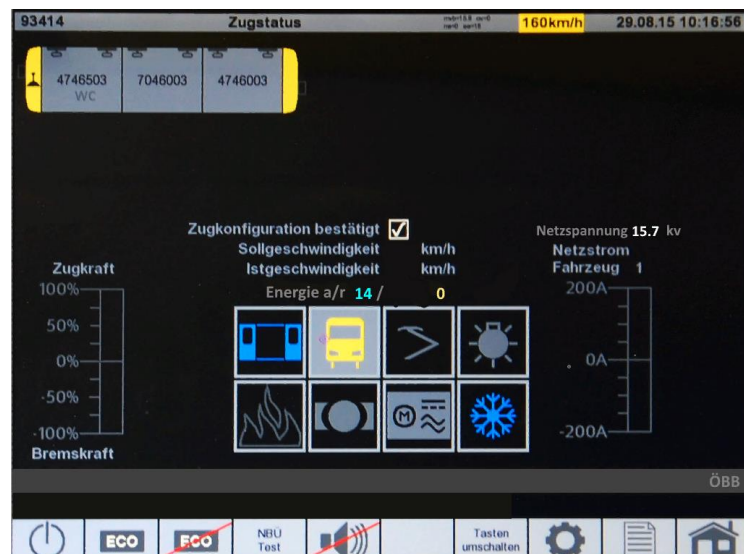 93414 Zugstatus 160km/h 29.08.15 10:16:56
4746503 7046003 4746003
WC
Zugkonfiguration bestätigt
Netzspannung 15.7 kv
Sollgeschwindigkeit km/h
Netzstrom
Zugkraft Istgeschwindigkeit km/h Fahrzeug 1
100% Energie a/r 14 / 0 200A
50%
0% 0A
-50%
M
-100% -200A
Bremskraft
ÖBB
ECO ECO NBÜ Test Tasten umschalten